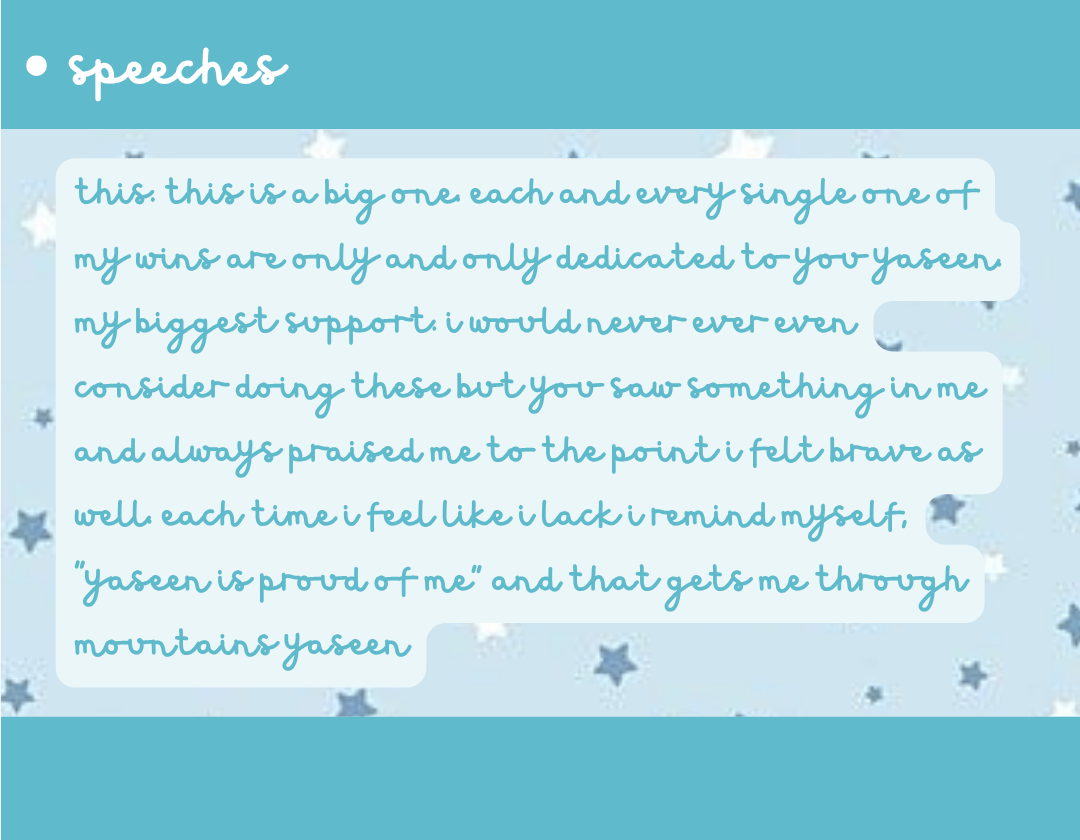 • speeches
this. this is a big one. each and every single one of
my wins are only and only dedicated to you yaseen.
my biggest support. i would never ever even
consider doing these but you saw something in me
and always praised me to the point i felt brave as
well. each time i feel like i lack i remind myself,
"yaseen is proud of me" and that gets me through
mountains yaseen